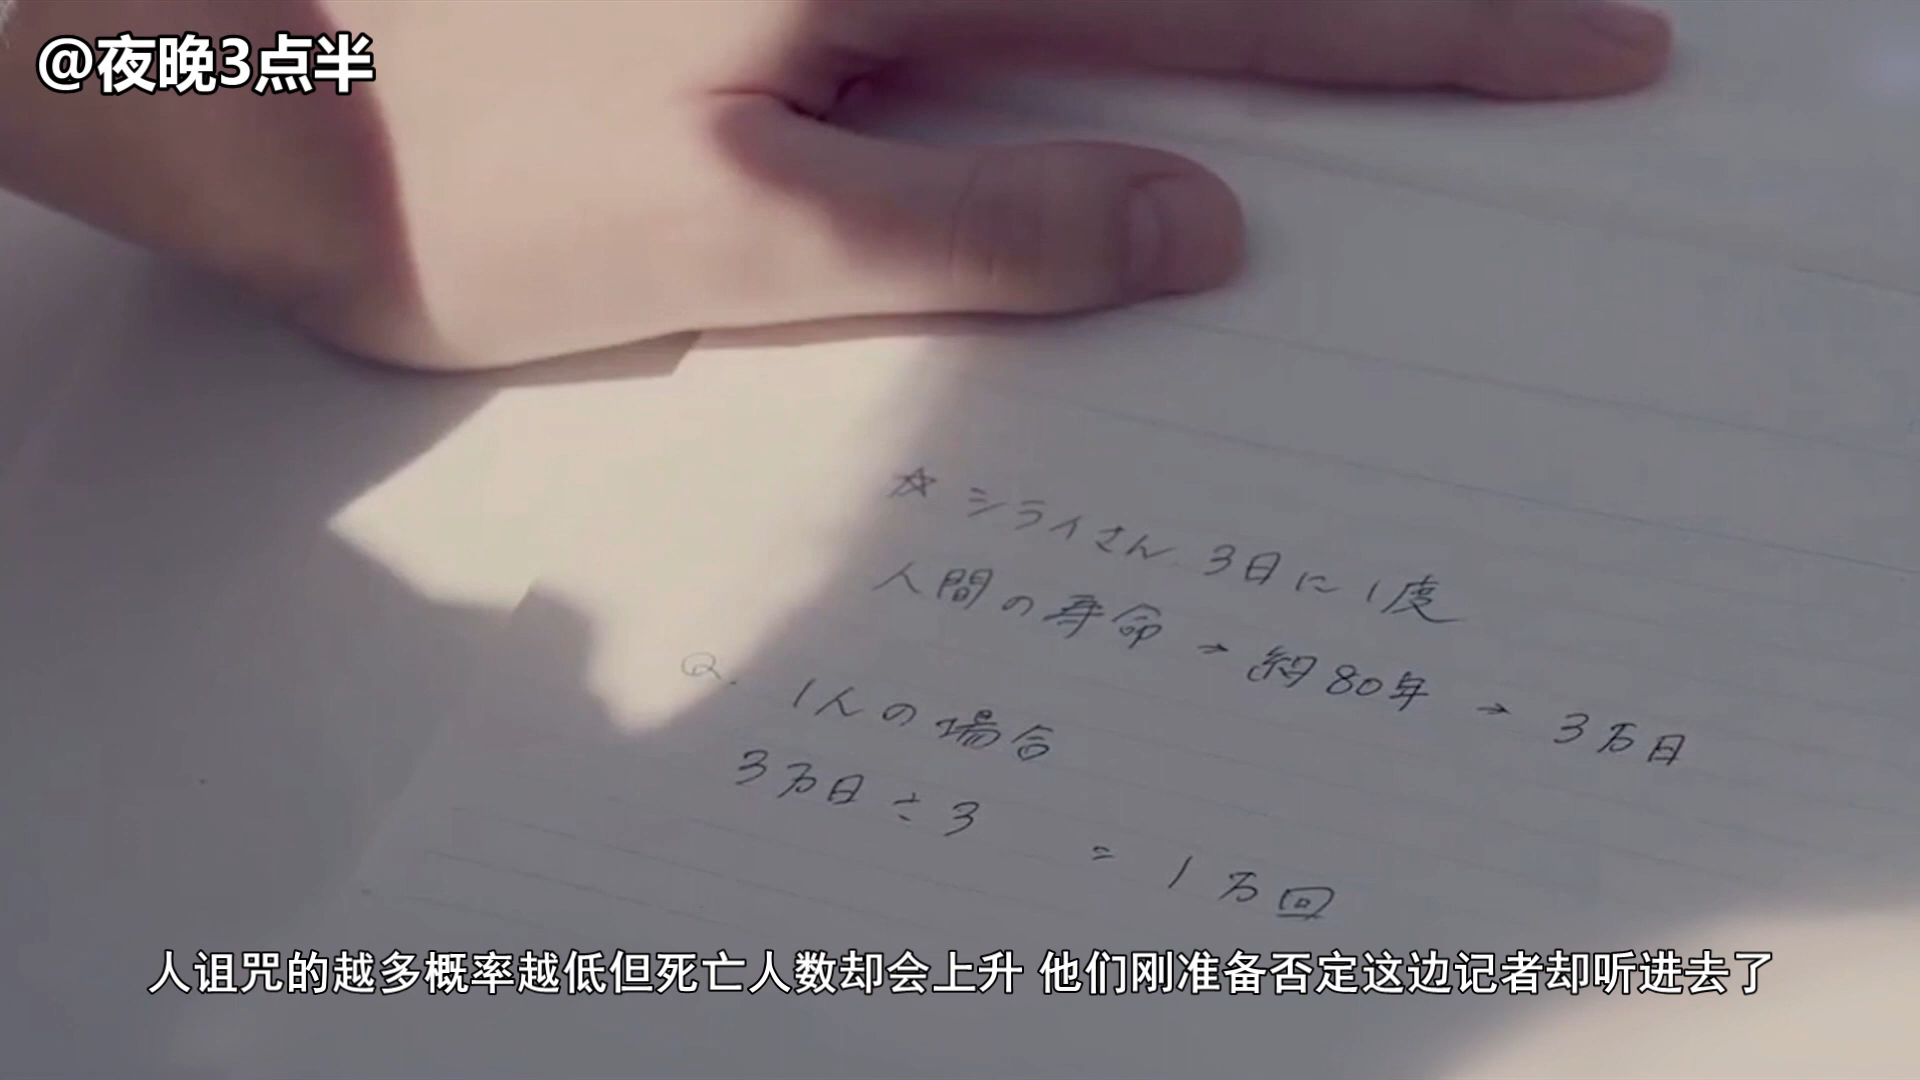 @夜晚3点半
☆ シライさん 3日に1度
人間の寿命 → 約80年 → 3万日
Q. 1人の場合
3万日 ÷ 3 = 1万回
人诅咒的越多概率越低但死亡人数却会上升 他们刚准备否定这边记者却听进去了